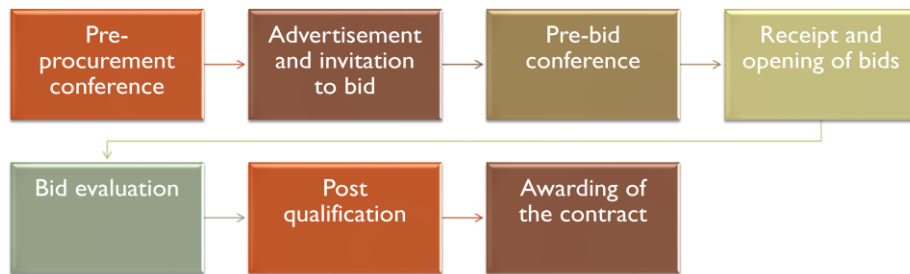 Pre-
procurement
conference
Advertisement
and invitation
to bid
Pre-bid
conference
Receipt and
opening of bids
Bid evaluation
Post
qualification
Awarding of
the contract